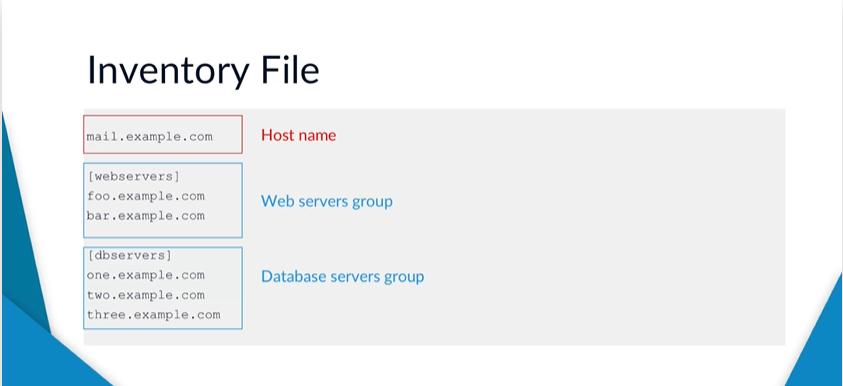 Inventory File
mail.example.com
Host name
[webservers]
foo.example.com
bar.example.com
Web servers group
[dbservers]
one.example.com
two.example.com
three.example.com
Database servers group